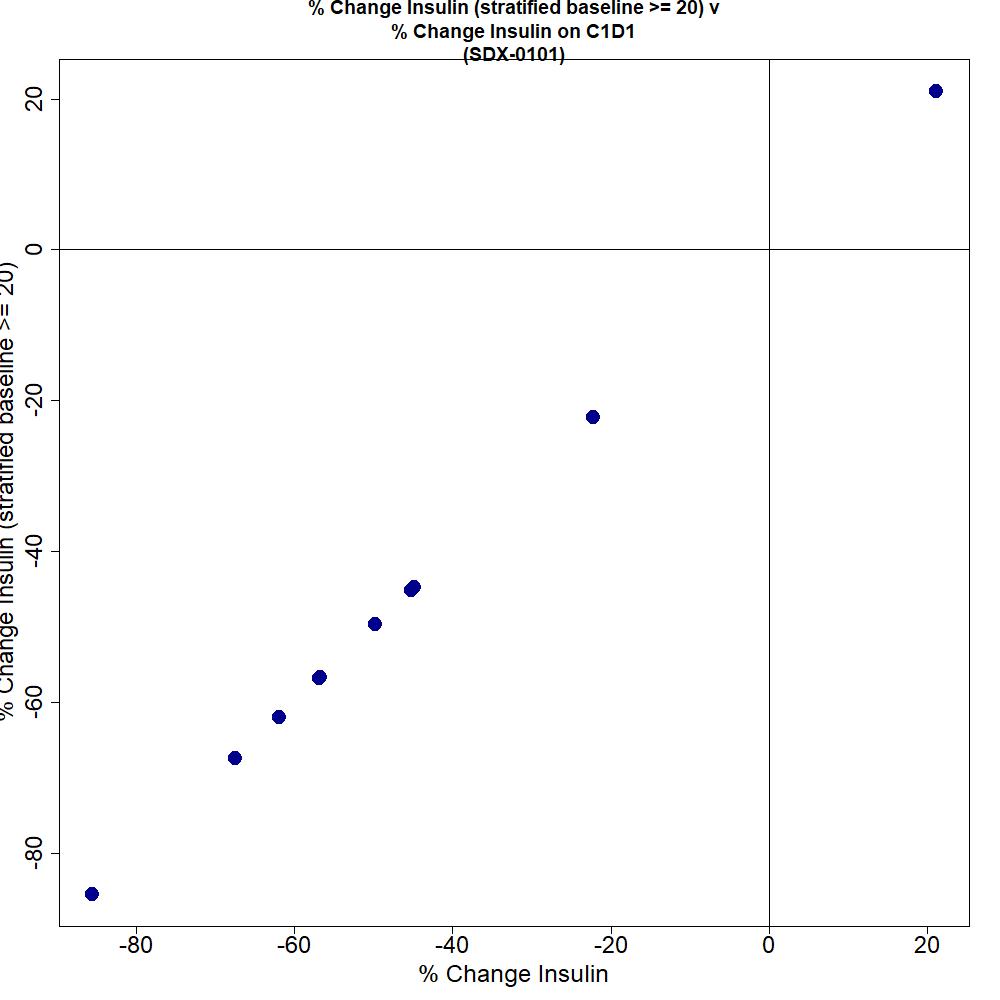 % Change Insulin (stratified baseline >= 20) v
% Change Insulin on C1D1
(SDX-0101)
% Change Insulin (stratified baseline >= 20)
20
0
-20
-40
-60
-80
-80
-60
-40
-20
0
20
% Change Insulin